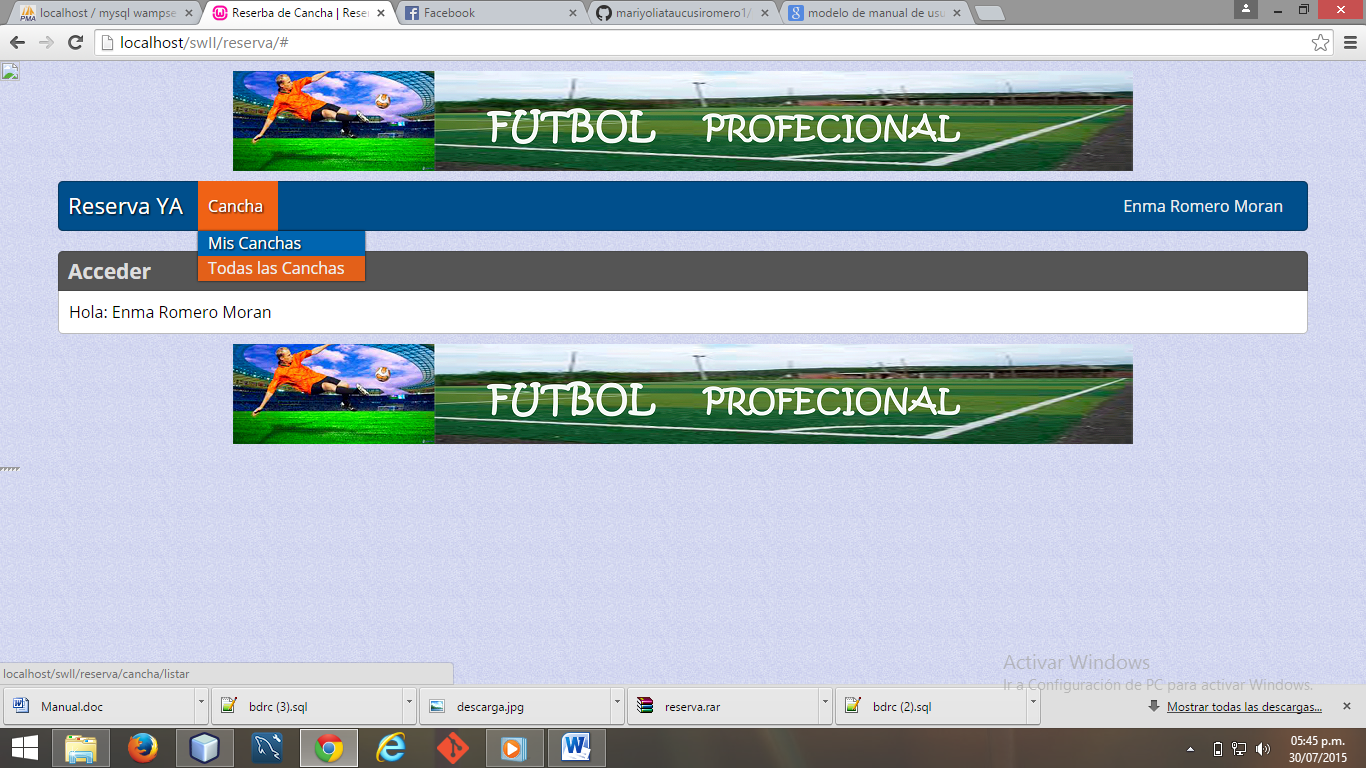 localhost / mysql wampse
Reserba de Cancha | Rese
Facebook
mariyoliataucusiromero1/
modelo de manual de usu
localhost/swll/reserva/#
FUTBOL PROFECIONAL
Reserva YA
Cancha
Enma Romero Moran
Mis Canchas
Todas las Canchas
Acceder
Hola: Enma Romero Moran
FUTBOL PROFECIONAL
Activar Windows
Ir a Configuración de PC para activar Windows.
localhost/swll/reserva/cancha/listar
Manual.doc
bdrc (3).sql
descarga.jpg
reserva.rar
bdrc (2).sql
Mostrar todas las descargas...
05:45 p.m.
30/07/2015